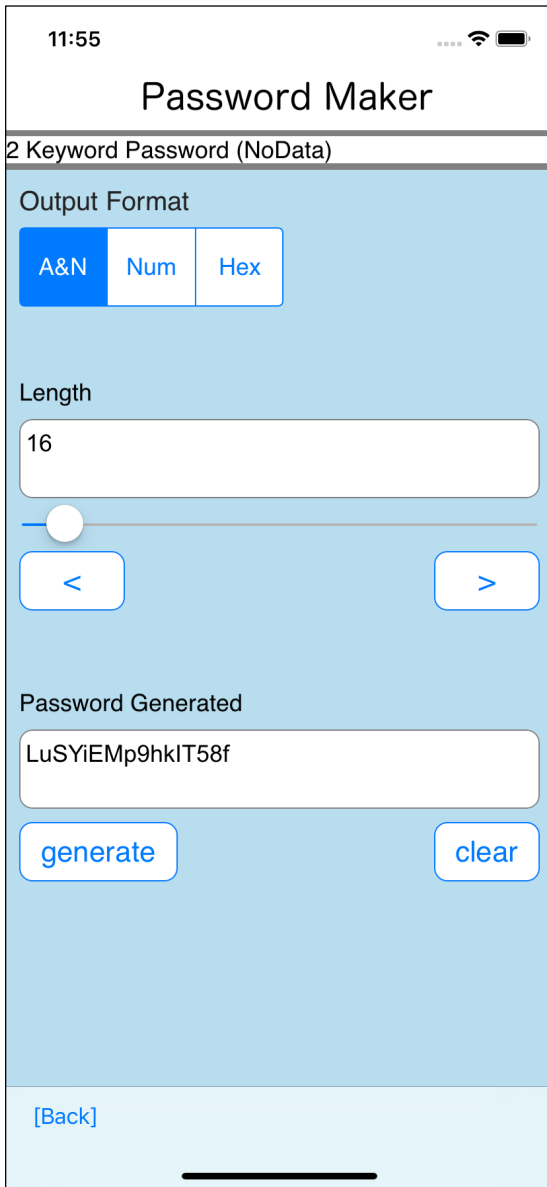 11:55
Password Maker
2 Keyword Password (NoData)
Output Format
A&N Num Hex
Length
16
< >
Password Generated
LuSYiEMp9hkIT58f
generate clear
[Back]